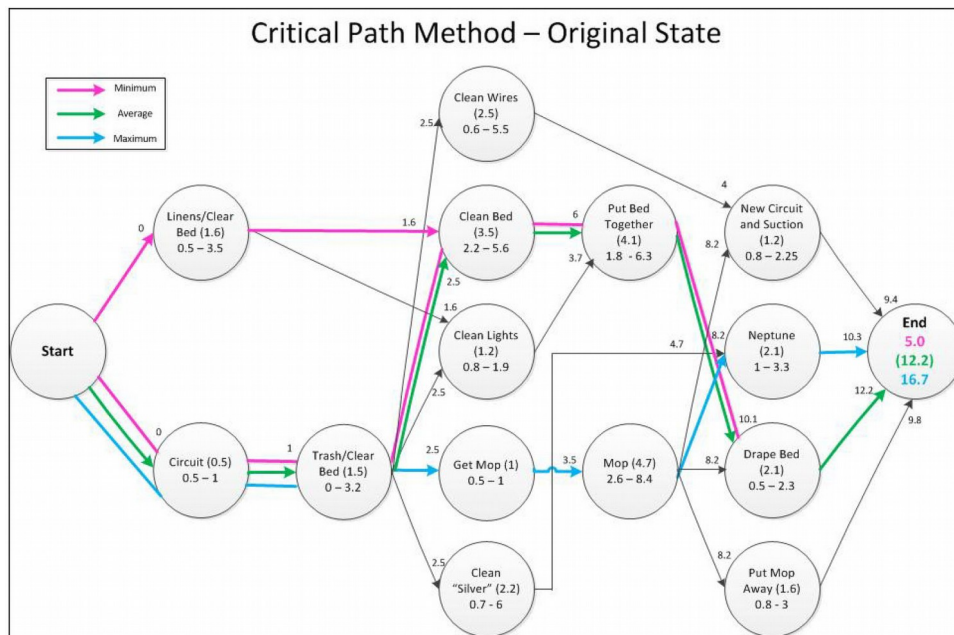 Critical Path Method – Original State
Minimum
Average
Maximum
Start
0
0
Linens/Clear
Bed (1.6)
0.5 – 3.5
Circuit (0.5)
0.5 – 1
1
Trash/Clear
Bed (1.5)
0 – 3.2
2.5
1.6
2.5
1.6
2.5
2.5
2.5
Clean Wires
(2.5)
0.6 – 5.5
Clean Bed
(3.5)
2.2 – 5.6
Clean Lights
(1.2)
0.8 – 1.9
Get Mop (1)
0.5 – 1
Clean
"Silver" (2.2)
0.7 - 6
6
3.7
3.5
4.7
Put Bed
Together
(4.1)
1.8 - 6.3
Mop (4.7)
2.6 – 8.4
4
8.2
8.2
10.1
8.2
8.2
New Circuit
and Suction
(1.2)
0.8 – 2.25
Neptune
(2.1)
1 – 3.3
Drape Bed
(2.1)
0.5 – 2.3
Put Mop
Away (1.6)
0.8 - 3
9.4
10.3
12.2
9.8
End
5.0
(12.2)
16.7